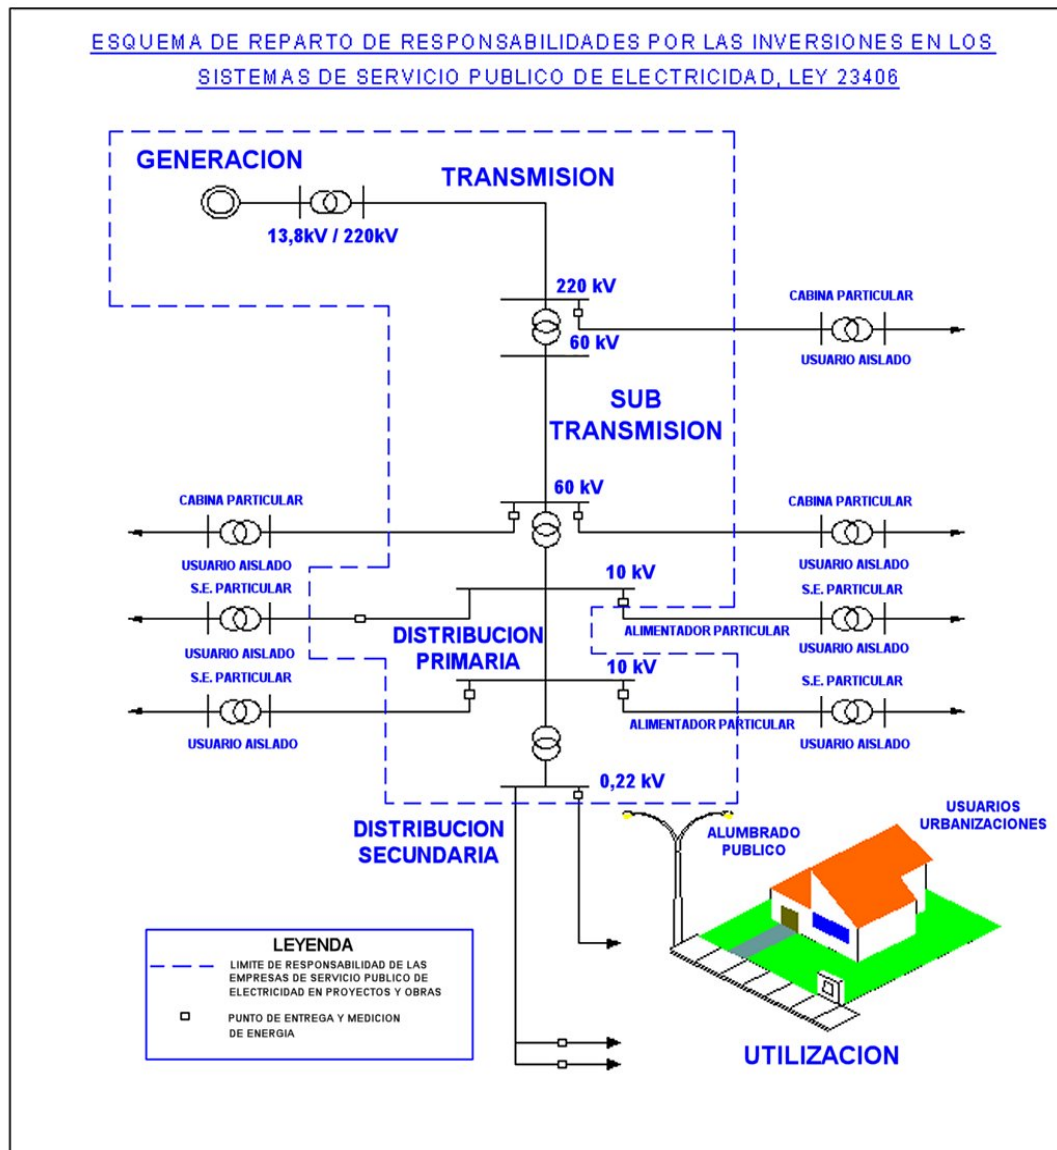 ESQUEMA DE REPARTO DE RESPONSABILIDADES POR LAS INVERSIONES EN LOS
SISTEMAS DE SERVICIO PUBLICO DE ELECTRICIDAD, LEY 23406
GENERACION
TRANSMISION
13,8kV / 220kV
220 kV
CABINA PARTICULAR
60 kV
USUARIO AISLADO
SUB
TRANSMISION
60 kV
CABINA PARTICULAR
CABINA PARTICULAR
USUARIO AISLADO
USUARIO AISLADO
10 kV
S.E. PARTICULAR
S.E. PARTICULAR
DISTRIBUCION
PRIMARIA
ALIMENTADOR PARTICULAR
USUARIO AISLADO
USUARIO AISLADO
10 kV
S.E. PARTICULAR
S.E. PARTICULAR
ALIMENTADOR PARTICULAR
USUARIO AISLADO
USUARIO AISLADO
0,22 kV
DISTRIBUCION
SECUNDARIA
ALUMBRADO
PUBLICO
USUARIOS
URBANIZACIONES
LEYENDA
LIMITE DE RESPONSABILIDAD DE LAS
EMPRESAS DE SERVICIO PUBLICO DE
ELECTRICIDAD EN PROYECTOS Y OBRAS
PUNTO DE ENTREGA Y MEDICION
DE ENERGIA
UTILIZACION